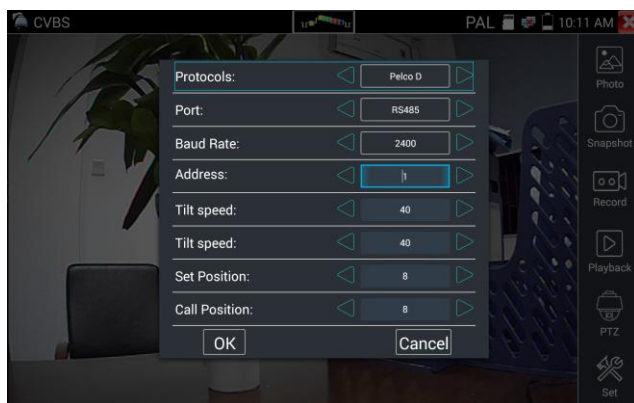 CVBS PAL 10:11 AM
Protocols: Pelco D
Port: RS485
Baud Rate: 2400
Address: 1
Tilt speed: 40
Tilt speed: 40
Set Position: 8
Call Position: 8
OK Cancel
Photo
Snapshot
Record
Playback
PTZ
Set